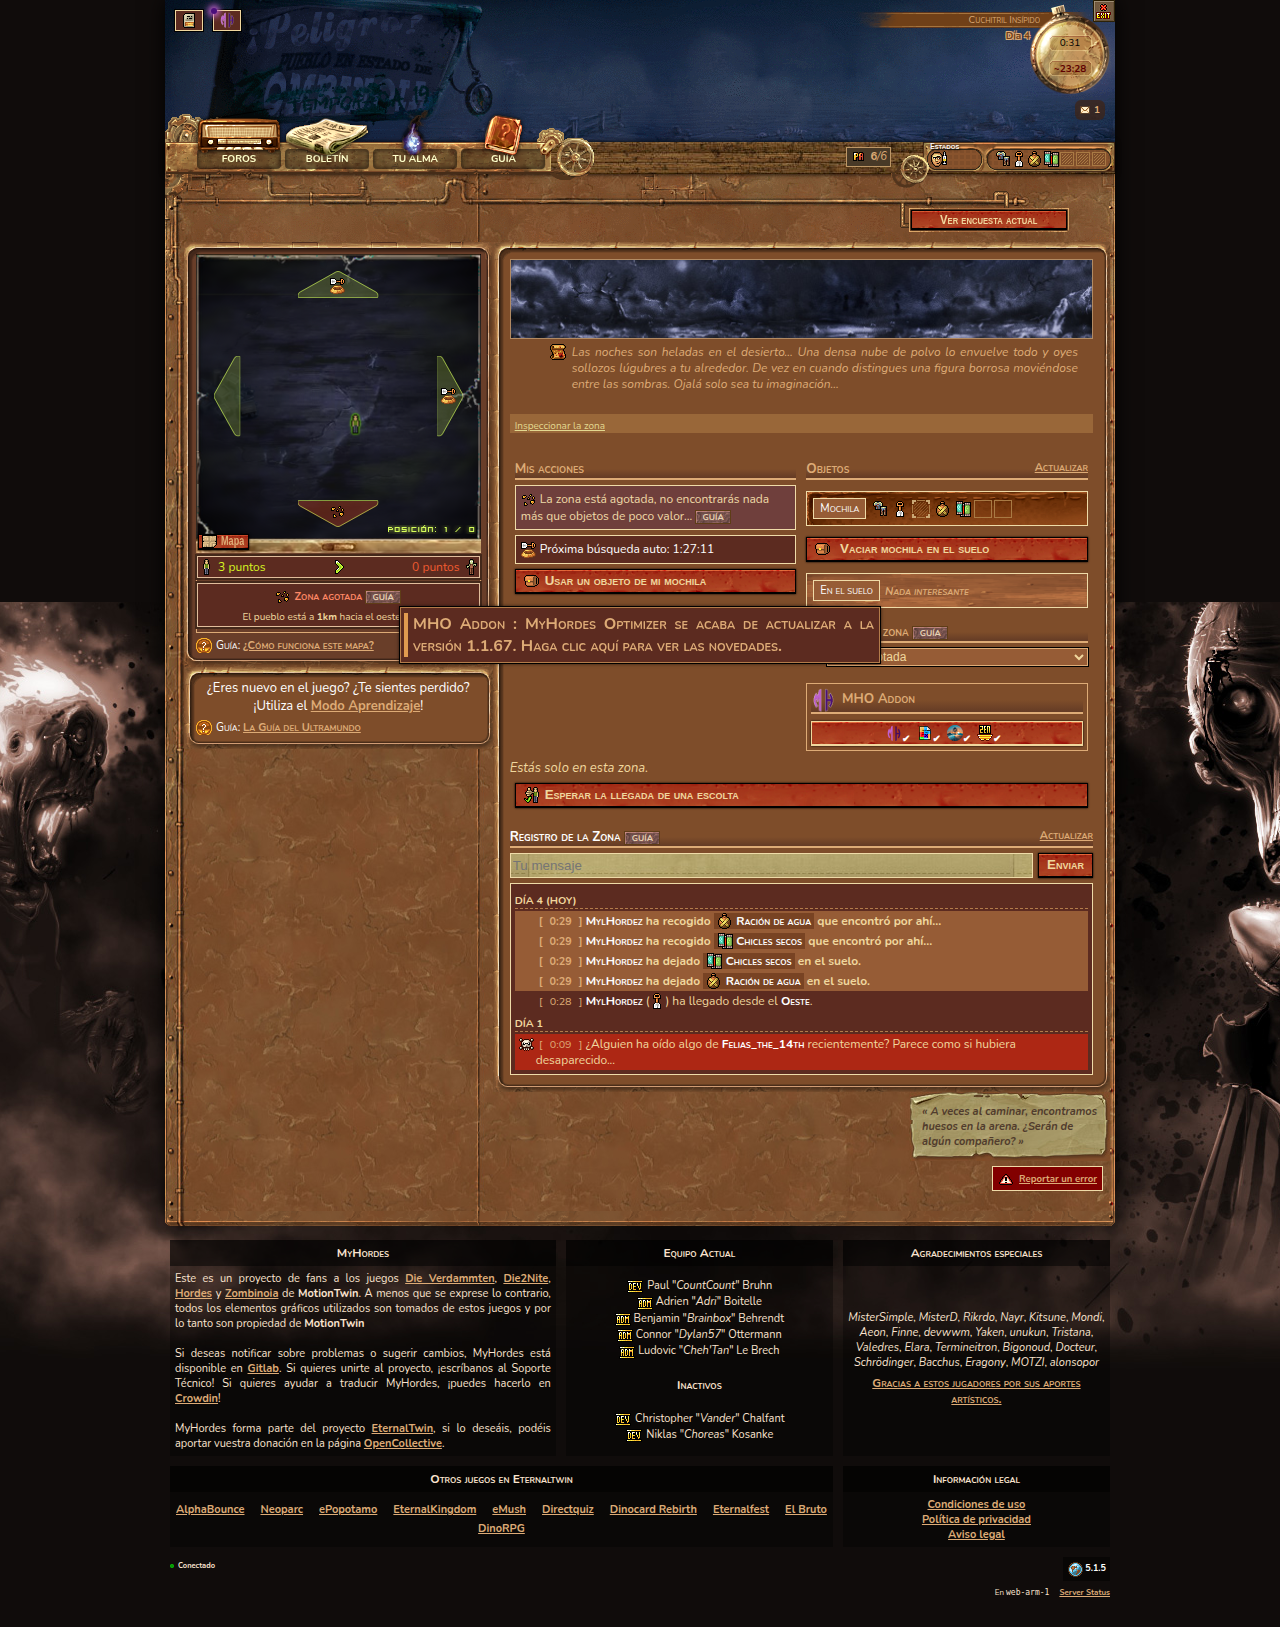 ¡Peligro!
PUEBLO EN ESTADO DE
Cuchitril Insípido
EXIT
Día 4
0:31
~23:28
1
FOROS
BOLETÍN
TU ALMA
GUÍA
PA 6/6
Estados
Ver encuesta actual
POSICIÓN: 1 / 0
Mapa
3 puntos
0 puntos
Zona agotada GUÍA
El pueblo está a 1km hacia el oeste
Guía: ¿Cómo funciona este mapa?
¿Eres nuevo en el juego? ¿Te sientes perdido?
¡Utiliza el Modo Aprendizaje!
Guía: La Guía del Ultramundo
Las noches son heladas en el desierto... Una densa nube de polvo lo envuelve todo y oyes
sollozos lúgubres a tu alrededor. De vez en cuando distingues una figura borrosa moviéndose
entre las sombras. Ojalá solo sea tu imaginación...
Inspeccionar la zona
Mis acciones
La zona está agotada, no encontrarás nada
más que objetos de poco valor... GUÍA
Próxima búsqueda auto: 1:27:11
Usar un objeto de mi mochila
Objetos
Actualizar
Mochila
Vaciar mochila en el suelo
En el suelo
Nada interesante
MHO Addon : MyHordes Optimizer se acaba de actualizar a la
versión 1.1.67. Haga clic aquí para ver las novedades.
zona GUÍA
tada
MHO Addon
Estás solo en esta zona.
Esperar la llegada de una escolta
Registro de la Zona GUÍA
Actualizar
Tu mensaje
Enviar
DÍA 4 (HOY)
[ 0:29 ] MylHordez ha recogido Ración de agua que encontró por ahí...
[ 0:29 ] MylHordez ha recogido Chicles secos que encontró por ahí...
[ 0:29 ] MylHordez ha dejado Chicles secos en el suelo.
[ 0:29 ] MylHordez ha dejado Ración de agua en el suelo.
[ 0:28 ] MylHordez ( ) ha llegado desde el Oeste.
DÍA 1
[ 0:09 ] ¿Alguien ha oído algo de Felias_the_14th recientemente? Parece como si hubiera
desaparecido...
« A veces al caminar, encontramos
huesos en la arena. ¿Serán de
algún compañero? »
Reportar un error
MyHordes
Este es un proyecto de fans a los juegos Die Verdammten, Die2Nite,
Hordes y Zombinoia de MotionTwin. A menos que se exprese lo contrario,
todos los elementos gráficos utilizados son tomados de estos juegos y por
lo tanto son propiedad de MotionTwin
Si deseas notificar sobre problemas o sugerir cambios, MyHordes está
disponible en Gitlab. Si quieres unirte al proyecto, ¡escríbanos al Soporte
Técnico! Si quieres ayudar a traducir MyHordes, ¡puedes hacerlo en
Crowdin!
MyHordes forma parte del proyecto EternalTwin, si lo deseáis, podéis
aportar vuestra donación en la página OpenCollective.
Equipo Actual
DEV Paul "CountCount" Bruhn
ADM Adrien "Adri" Boitelle
ADM Benjamin "Brainbox" Behrendt
ADM Connor "Dylan57" Ottermann
ADM Ludovic "Cheh'Tan" Le Brech
Inactivos
DEV Christopher "Vander" Chalfant
DEV Niklas "Choreas" Kosanke
Agradecimientos especiales
MisterSimple, MisterD, Rikrdo, Nayr, Kitsune, Mondi,
Aeon, Finne, devwwm, Yaken, unukun, Tristana,
Valedres, Elara, Termineitron, Bigonoud, Docteur,
Schrödinger, Bacchus, Eragony, MOTZI, alonsopor
Gracias a estos jugadores por sus aportes
artísticos.
Otros juegos en Eternaltwin
AlphaBounce Neoparc ePopotamo EternalKingdom eMush Directquiz Dinocard Rebirth Eternalfest El Bruto
DinoRPG
Información legal
Condiciones de uso
Política de privacidad
Aviso legal
Conectado
5.1.5
En web-arm-1 Server Status